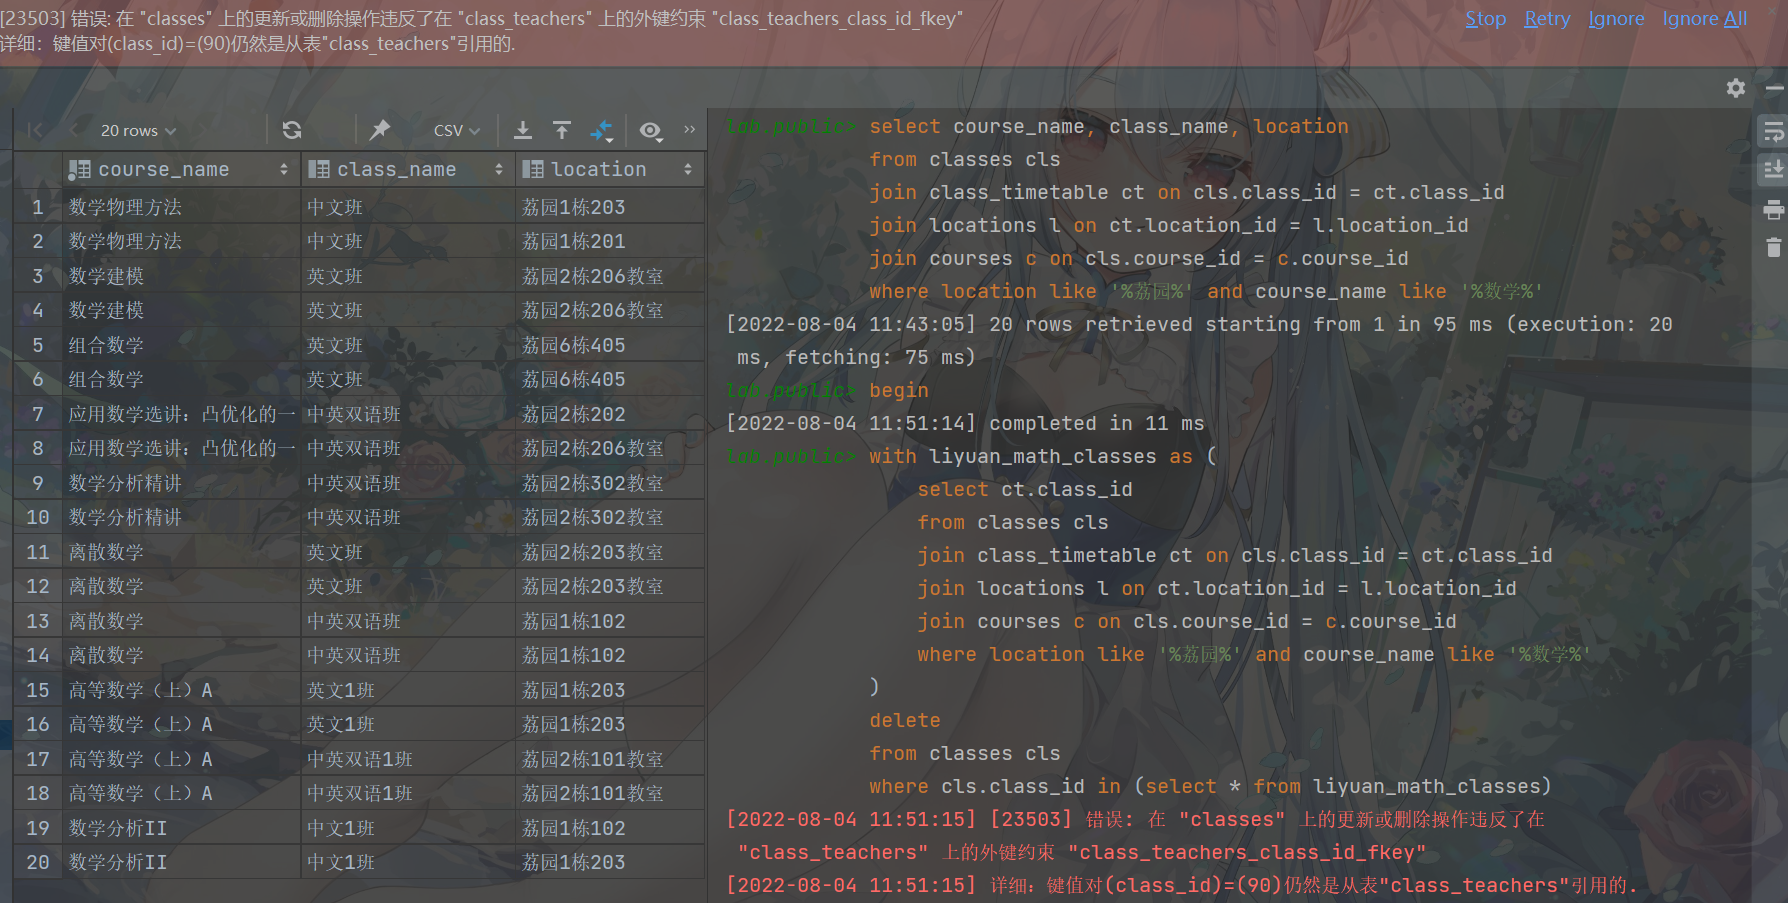 [23503] 错误: 在 "classes" 上的更新或删除操作违反了在 "class_teachers" 上的外键约束 "class_teachers_class_id_fkey"
详细：键值对(class_id)=(90)仍然是从表"class_teachers"引用的.
Stop Retry Ignore Ignore All
20 rows CSV
course_name class_name location
1 数学物理方法 中文班 荔园1栋203
2 数学物理方法 中文班 荔园1栋201
3 数学建模 英文班 荔园2栋206教室
4 数学建模 英文班 荔园2栋206教室
5 组合数学 英文班 荔园6栋405
6 组合数学 英文班 荔园6栋405
7 应用数学选讲：凸优化的一 中英双语班 荔园2栋202
8 应用数学选讲：凸优化的一 中英双语班 荔园2栋206教室
9 数学分析精讲 中英双语班 荔园2栋302教室
10 数学分析精讲 中英双语班 荔园2栋302教室
11 离散数学 英文班 荔园2栋203教室
12 离散数学 英文班 荔园2栋203教室
13 离散数学 中英双语班 荔园1栋102
14 离散数学 中英双语班 荔园1栋102
15 高等数学（上）A 英文1班 荔园1栋203
16 高等数学（上）A 英文1班 荔园1栋203
17 高等数学（上）A 中英双语1班 荔园2栋101教室
18 高等数学（上）A 中英双语1班 荔园2栋101教室
19 数学分析II 中文1班 荔园1栋102
20 数学分析II 中文1班 荔园1栋203
lab.public> select course_name, class_name, location
from classes cls
join class_timetable ct on cls.class_id = ct.class_id
join locations l on ct.location_id = l.location_id
join courses c on cls.course_id = c.course_id
where location like '%荔园%' and course_name like '%数学%'
[2022-08-04 11:43:05] 20 rows retrieved starting from 1 in 95 ms (execution: 20
ms, fetching: 75 ms)
lab.public> begin
[2022-08-04 11:51:14] completed in 11 ms
lab.public> with liyuan_math_classes as (
select ct.class_id
from classes cls
join class_timetable ct on cls.class_id = ct.class_id
join locations l on ct.location_id = l.location_id
join courses c on cls.course_id = c.course_id
where location like '%荔园%' and course_name like '%数学%'
)
delete
from classes cls
where cls.class_id in (select * from liyuan_math_classes)
[2022-08-04 11:51:15] [23503] 错误: 在 "classes" 上的更新或删除操作违反了在
"class_teachers" 上的外键约束 "class_teachers_class_id_fkey"
[2022-08-04 11:51:15] 详细：键值对(class_id)=(90)仍然是从表"class_teachers"引用的.